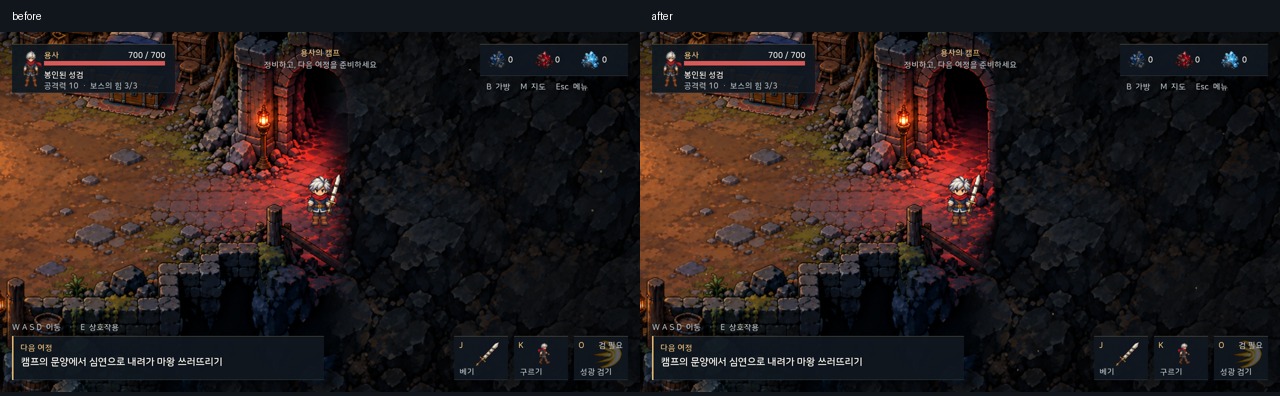 before
용사 700 / 700
봉인된 성검
공격력 10 · 보스의 힘 3/3
용사의 캠프
정비하고, 다음 여정을 준비하세요
0 0 0
B 가방 M 지도 Esc 메뉴
W A S D 이동 E 상호작용
다음 여정
캠프의 문양에서 심연으로 내려가 마왕 쓰러뜨리기
J
베기
K
구르기
O 검 필요
성광 검기
after
용사 700 / 700
봉인된 성검
공격력 10 · 보스의 힘 3/3
용사의 캠프
정비하고, 다음 여정을 준비하세요
0 0 0
B 가방 M 지도 Esc 메뉴
W A S D 이동 E 상호작용
다음 여정
캠프의 문양에서 심연으로 내려가 마왕 쓰러뜨리기
J
베기
K
구르기
O 검 필요
성광 검기